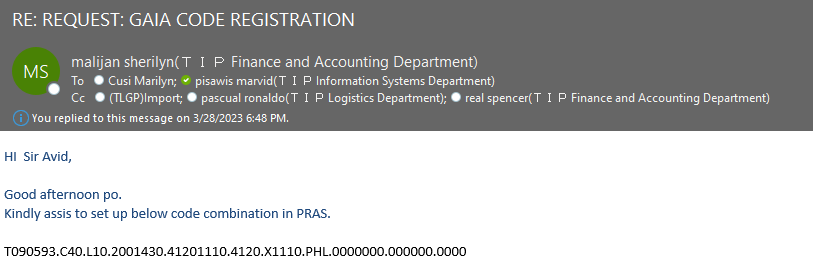 RE: REQUEST: GAIA CODE REGISTRATION
MS
malijan sherilyn(ＴＩＰ Finance and Accounting Department)
To Cusi Marilyn; pisawis marvid(ＴＩＰ Information Systems Department)
Cc (TLGP)Import; pascual ronaldo(ＴＩＰ Logistics Department); real spencer(ＴＩＰ Finance and Accounting Department)
You replied to this message on 3/28/2023 6:48 PM.
HI  Sir Avid,
Good afternoon po.
Kindly assis to set up below code combination in PRAS.
T090593.C40.L10.2001430.41201110.4120.X1110.PHL.0000000.000000.0000